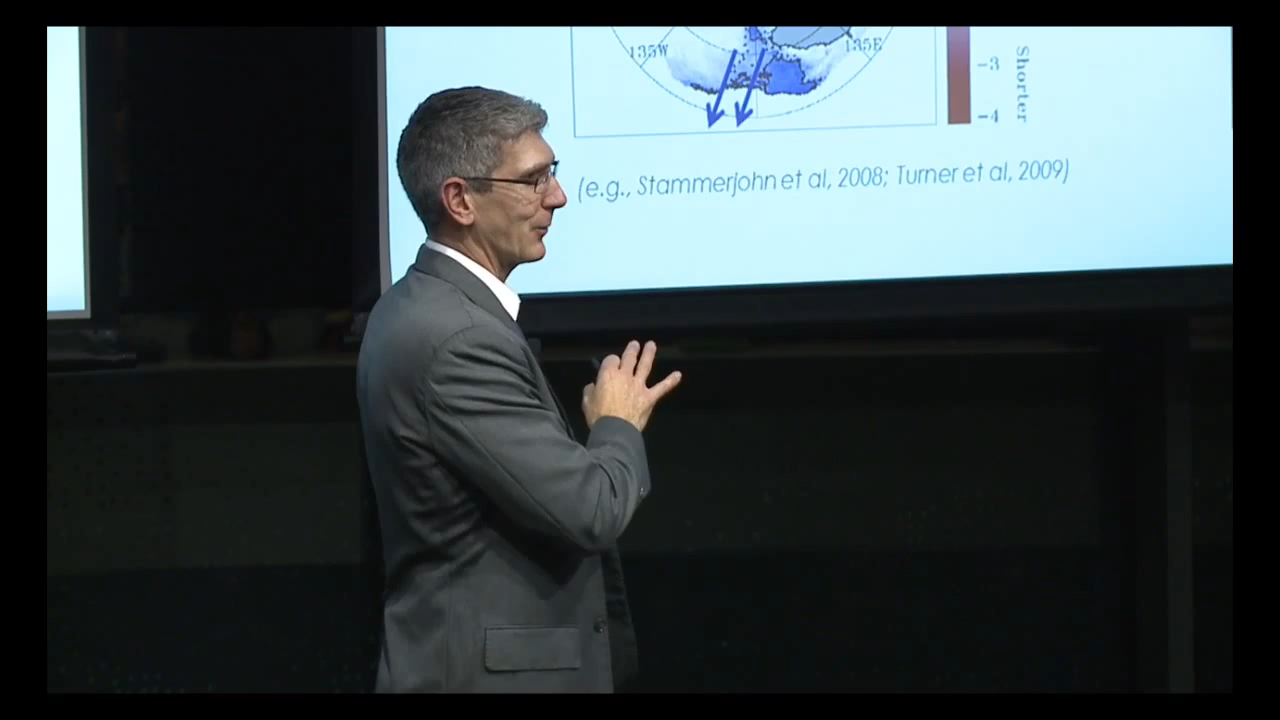 135W
135E
-3
Shorter
-4
(e.g., Stammerjohn et al, 2008; Turner et al, 2009)